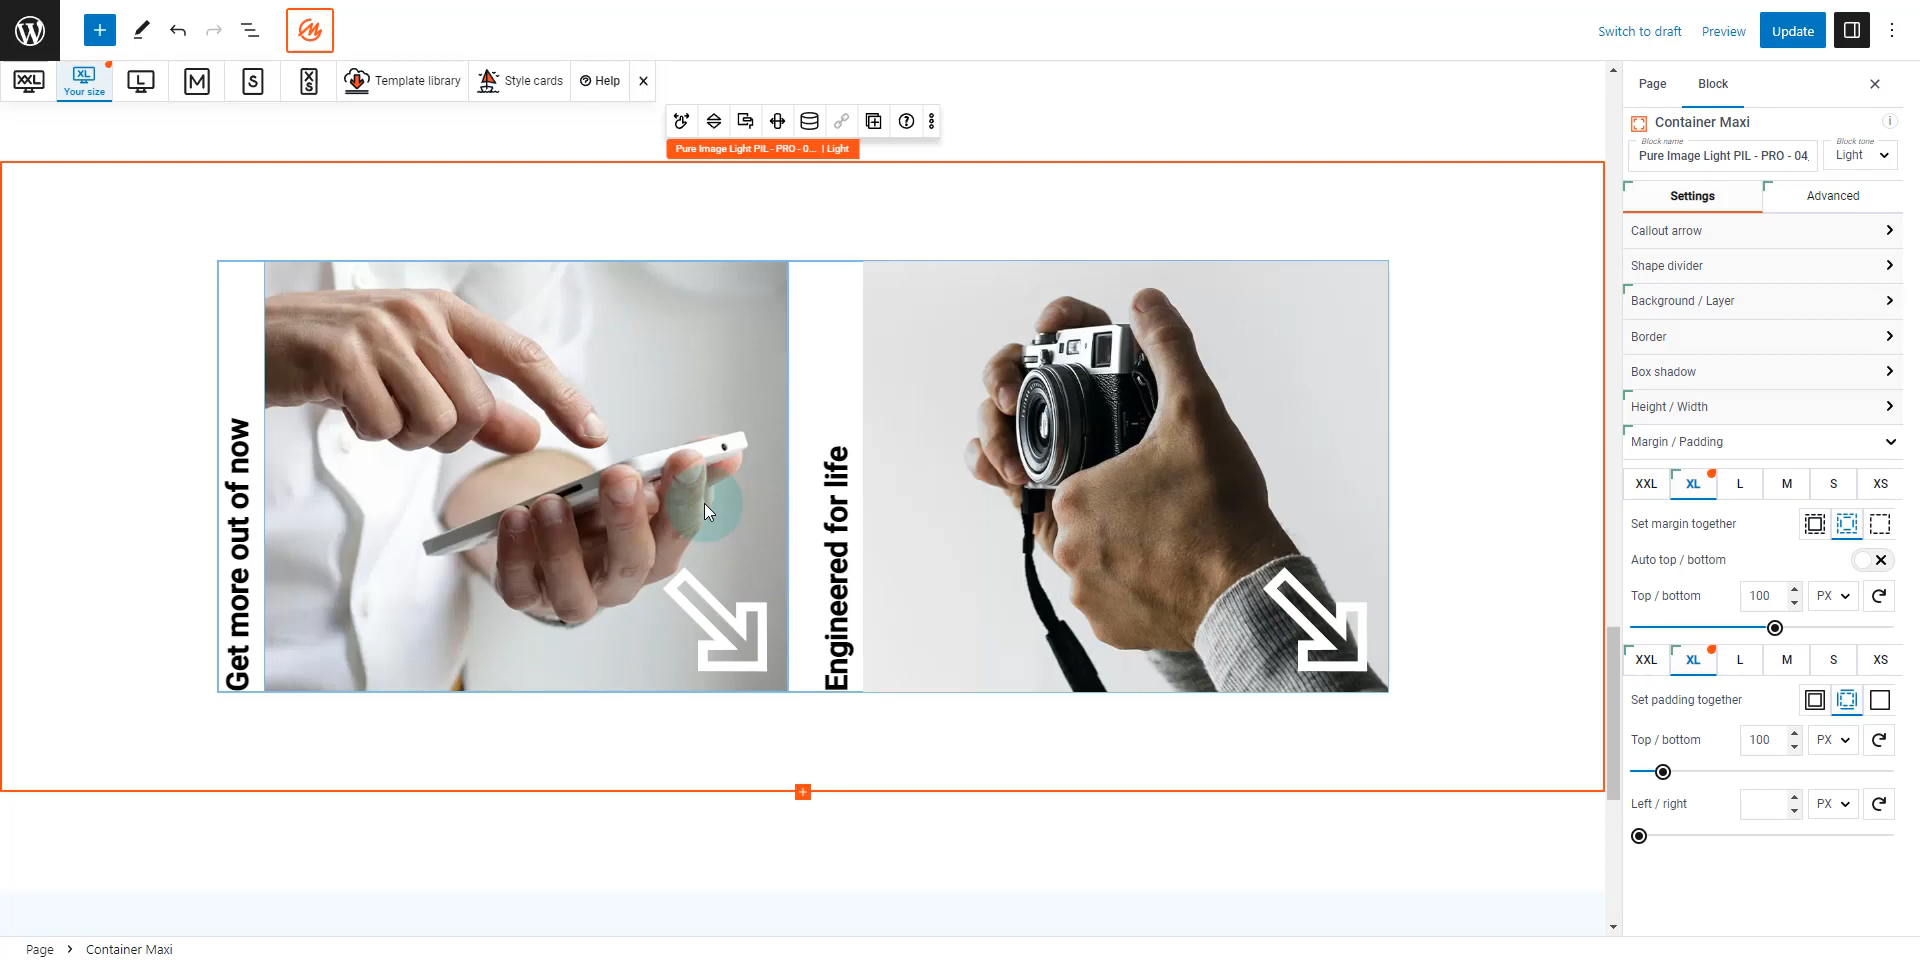 Switch to draft
Preview
Update
XXL
XL
Your size
L
M
S
XS
Template library
Style cards
Help
Pure Image Light PIL - PRO - 0... | Light
Get more out of now
Engineered for life
Page
Block
Container Maxi
Block name
Pure Image Light PIL - PRO - 04,
Block tone
Light
Settings
Advanced
Callout arrow
Shape divider
Background / Layer
Border
Box shadow
Height / Width
Margin / Padding
XXL XL L M S XS
Set margin together
Auto top / bottom
Top / bottom 100 PX
XXL XL L M S XS
Set padding together
Top / bottom 100 PX
Left / right PX
Page > Container Maxi